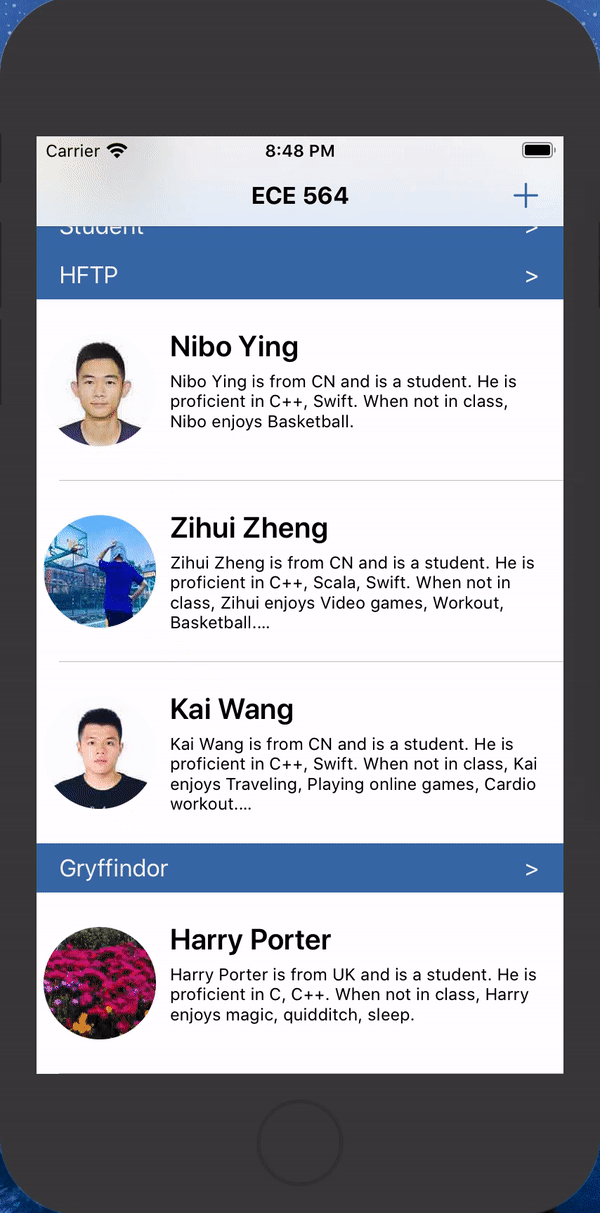 Carrier 8:48 PM
ECE 564 +
Student >
HFTP >
Nibo Ying
Nibo Ying is from CN and is a student. He is
proficient in C++, Swift. When not in class,
Nibo enjoys Basketball.
Zihui Zheng
Zihui Zheng is from CN and is a student. He is
proficient in C++, Scala, Swift. When not in
class, Zihui enjoys Video games, Workout,
Basketball....
Kai Wang
Kai Wang is from CN and is a student. He is
proficient in C++, Swift. When not in class, Kai
enjoys Traveling, Playing online games, Cardio
workout....
Gryffindor >
Harry Porter
Harry Porter is from UK and is a student. He is
proficient in C, C++. When not in class, Harry
enjoys magic, quidditch, sleep.